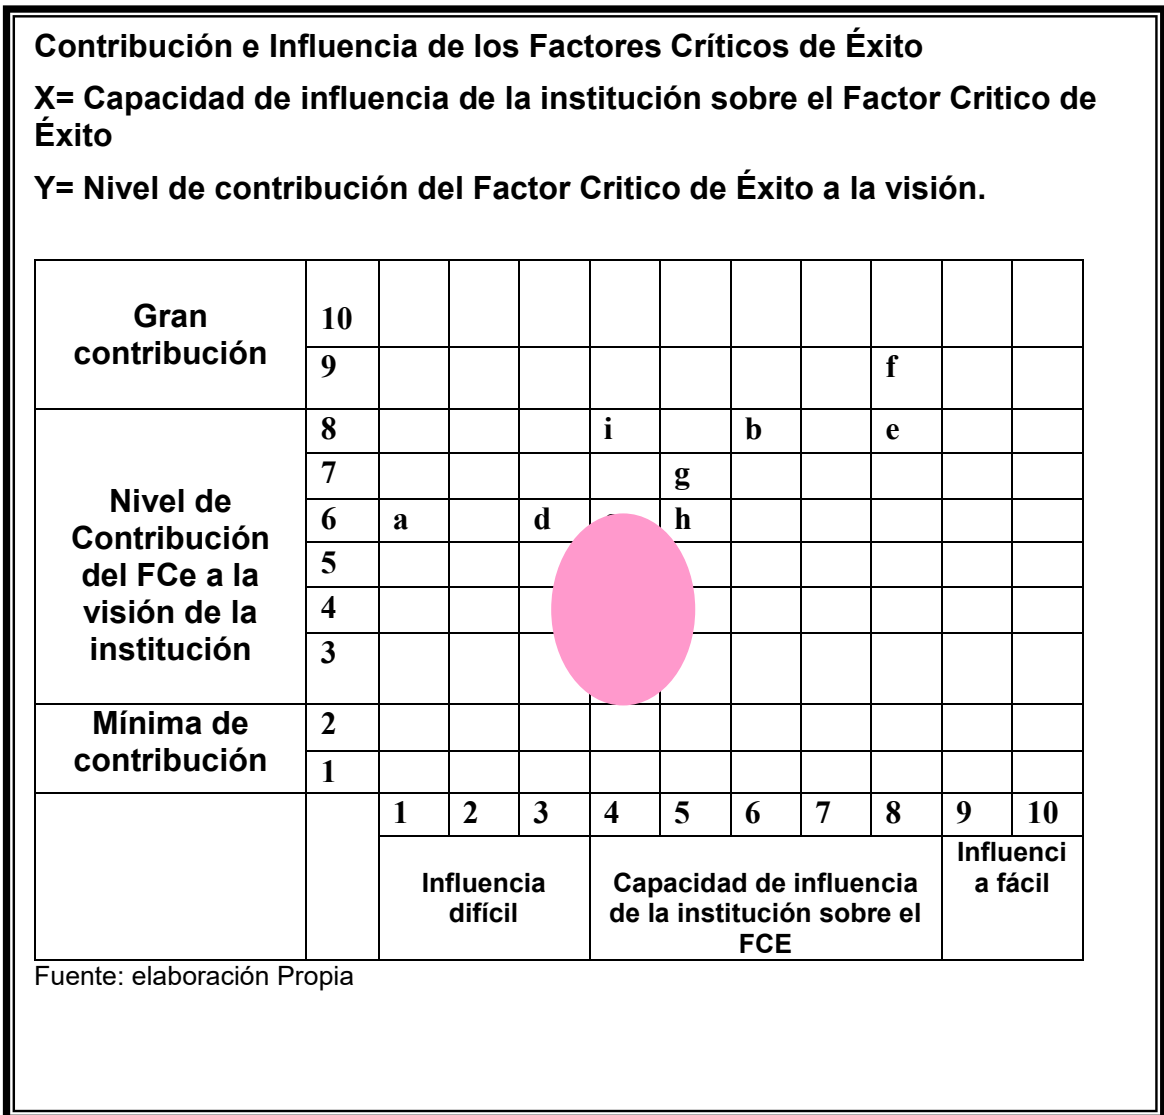 Contribución e Influencia de los Factores Críticos de Éxito
X= Capacidad de influencia de la institución sobre el Factor Critico de
Éxito
Y= Nivel de contribución del Factor Critico de Éxito a la visión.
Gran
contribución
10
9 f
Nivel de
Contribución
del FCe a la
visión de la
institución
8 i b e
7 g
6 a d h
5
4
3
Mínima de
contribución
2
1
1 2 3 4 5 6 7 8 9 10
Influencia
difícil
Capacidad de influencia
de la institución sobre el
FCE
Influenci
a fácil
Fuente: elaboración Propia